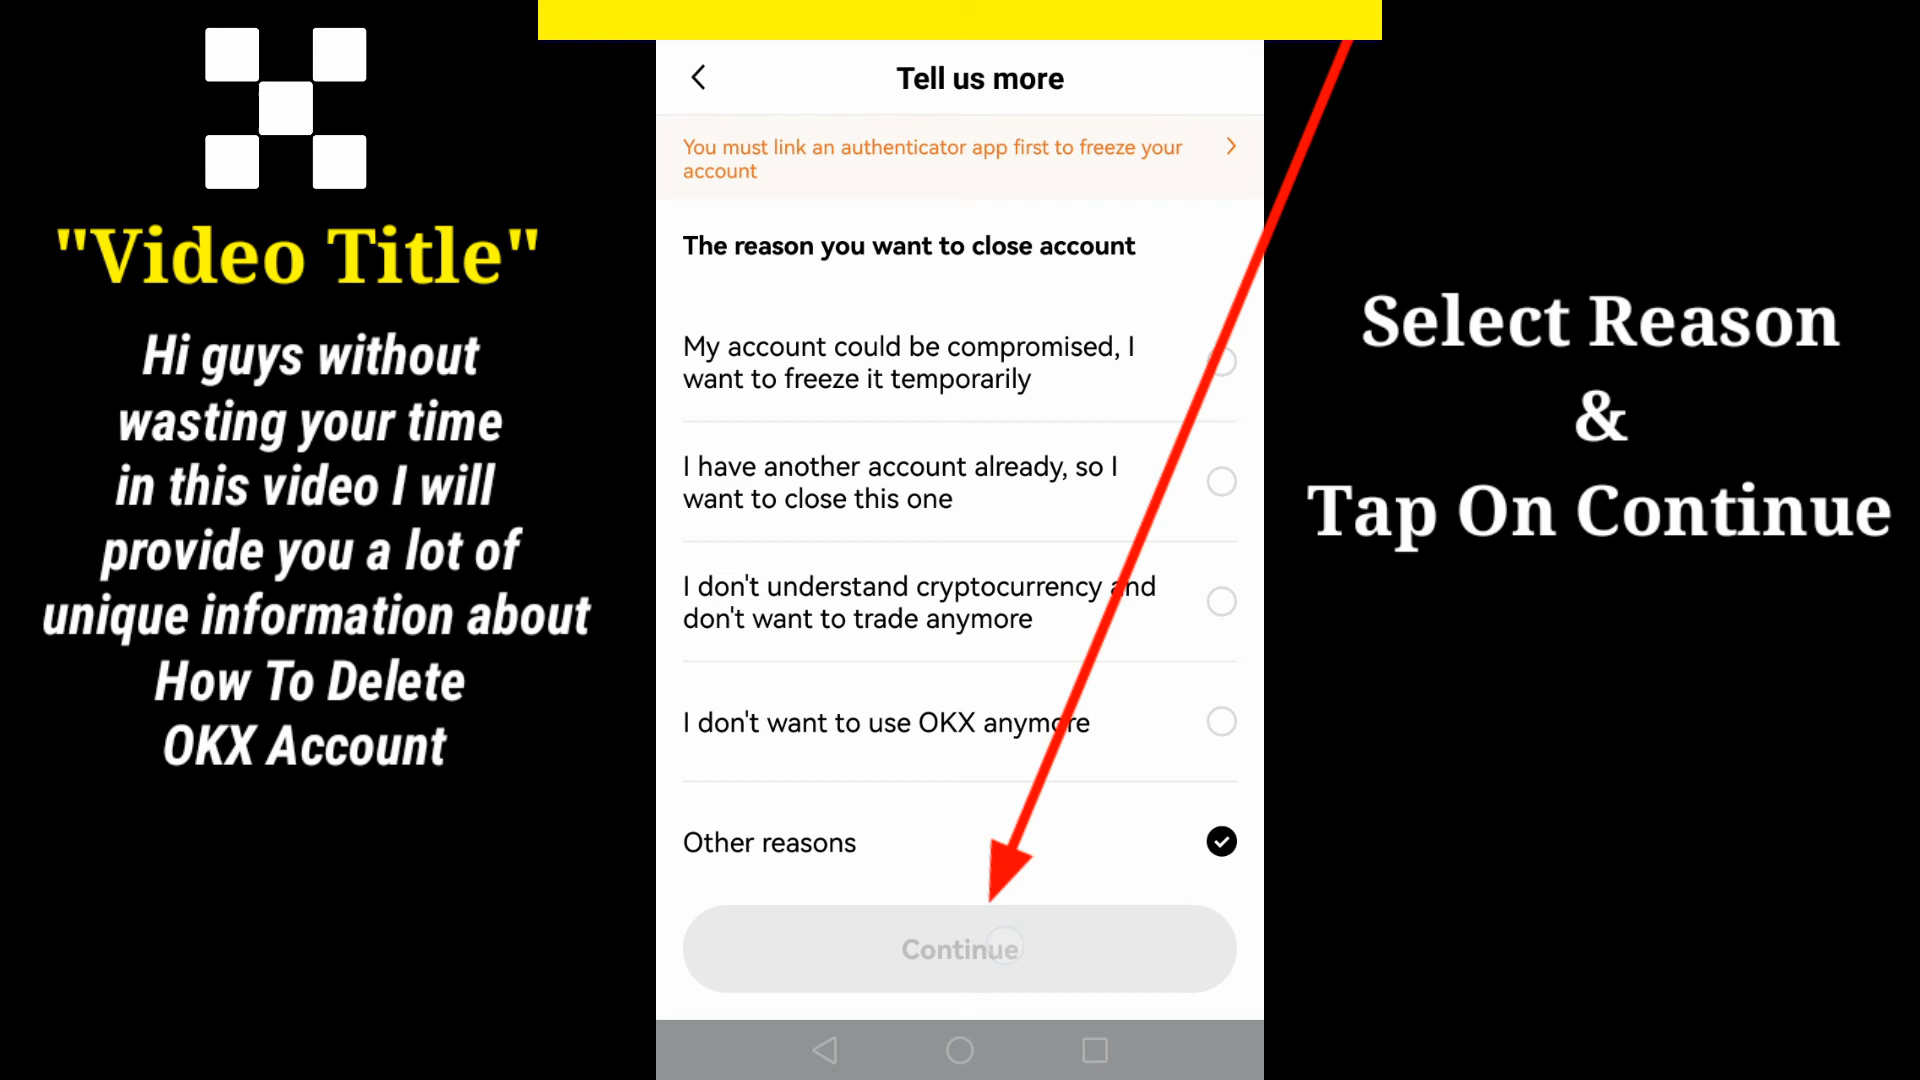 "Video Title"
Hi guys without
wasting your time
in this video I will
provide you a lot of
unique information about
How To Delete
OKX Account
Tell us more
You must link an authenticator app first to freeze your
account
The reason you want to close account
My account could be compromised, I
want to freeze it temporarily
I have another account already, so I
want to close this one
I don't understand cryptocurrency and
don't want to trade anymore
I don't want to use OKX anymore
Other reasons
Continue
Select Reason
&
Tap On Continue